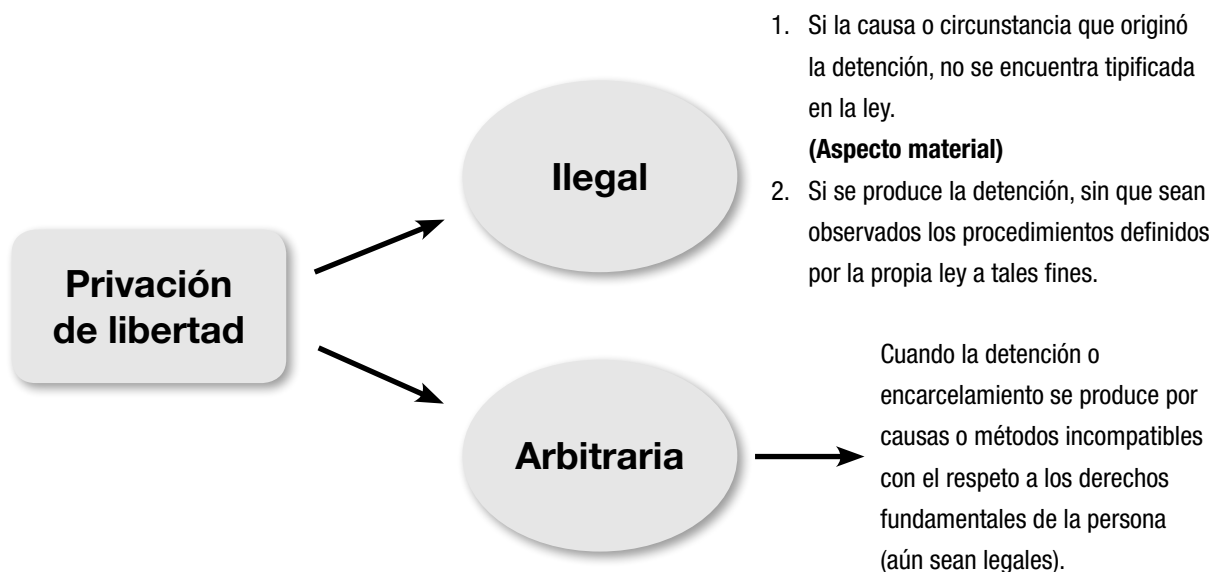 1. Si la causa o circunstancia que originó
la detención, no se encuentra tipificada
en la ley.
(Aspecto material)
2. Si se produce la detención, sin que sean
observados los procedimientos definidos
por la propia ley a tales fines.
Ilegal
Privación
de libertad
Arbitraria
Cuando la detención o
encarcelamiento se produce por
causas o métodos incompatibles
con el respeto a los derechos
fundamentales de la persona
(aún sean legales).